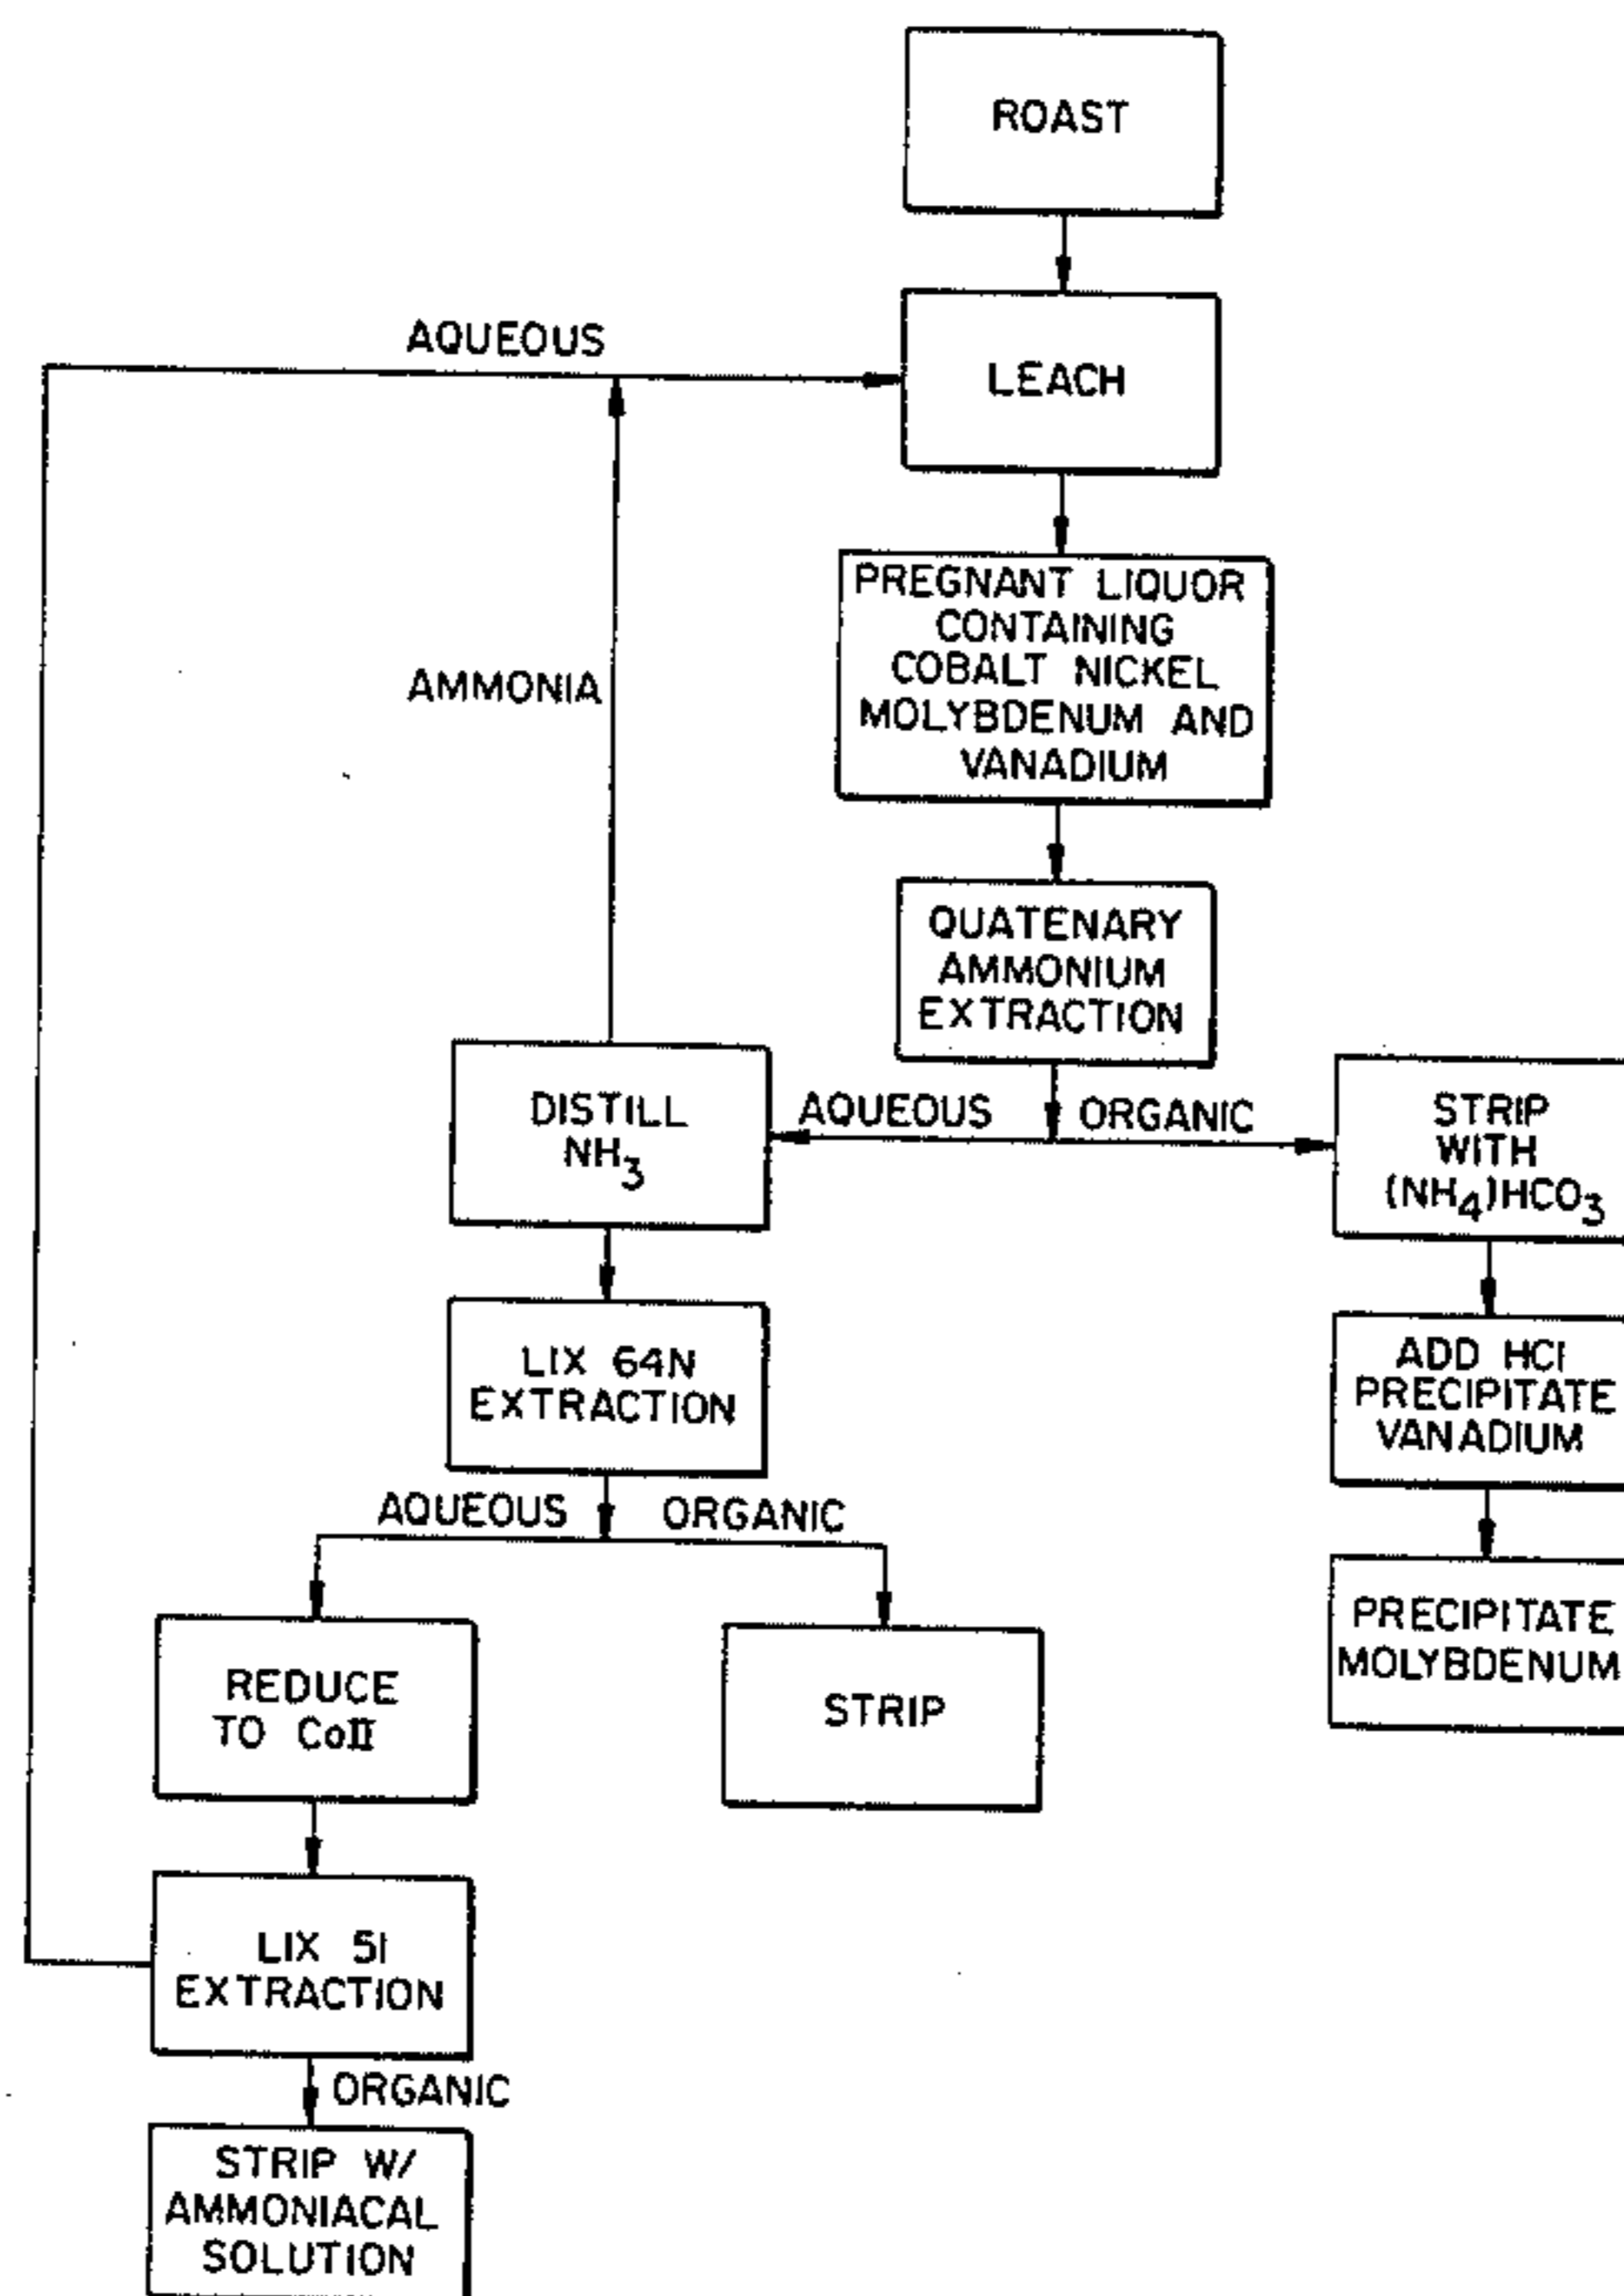 ROAST
AQUEOUS
LEACH
PREGNANT LIQUOR
CONTAINING
COBALT NICKEL
MOLYBDENUM AND
VANADIUM
AMMONIA
QUATENARY
AMMONIUM
EXTRACTION
DISTILL
NH3
AQUEOUS
ORGANIC
STRIP
WITH
(NH4)HCO3
LIX 64N
EXTRACTION
ADD HCl
PRECIPITATE
VANADIUM
AQUEOUS
ORGANIC
PRECIPITATE
MOLYBDENUM
REDUCE
TO CoII
STRIP
LIX 51
EXTRACTION
ORGANIC
STRIP W/
AMMONIACAL
SOLUTION